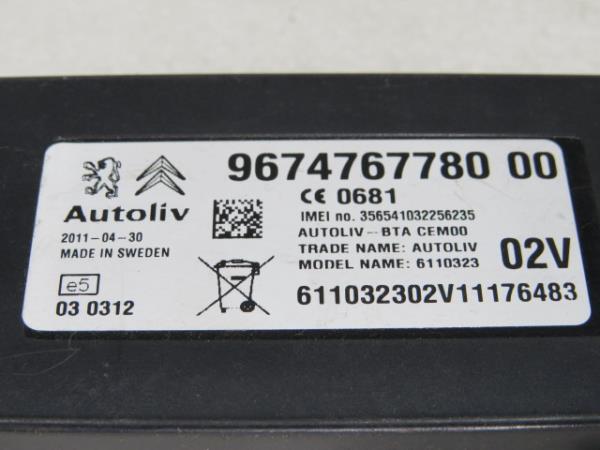 9674767780 00
CE 0681
Autoliv
IMEI no. 356541032256235
2011-04-30
AUTOLIV-BTA CEM00
MADE IN SWEDEN
TRADE NAME: AUTOLIV
MODEL NAME: 6110323
02V
e5
03 0312
611032302V11176483